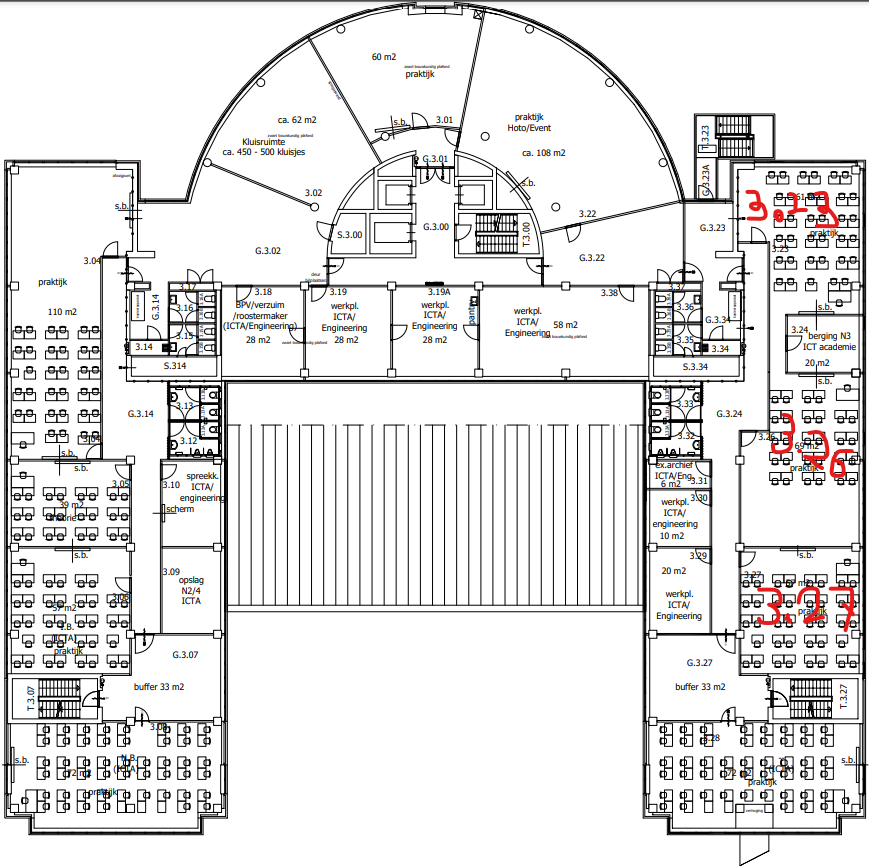 60 m2
praktijk
ca. 62 m2
Kluisruimte
ca. 450 - 500 kluisjes
s.b.
3.01
praktijk
Hoto/Event
ca. 108 m2
G.3.01
s.b.
3.02
3.22
S.3.00
G.3.00
T.3.00
G.3.02
G.3.22
T.3.23
G.3.23A
G.3.23
s.b.
3.04
praktijk
110 m2
praktijk
3.23
3.17
3.16
3.15
G.3.14
3.14
S.314
3.18
BPV/verzuim
/roostermaker
(ICTA/Engineering)
28 m2
3.19
werkpl.
ICTA/
Engineering
28 m2
3.19A
werkpl.
ICTA/
Engineering
28 m2
pantry
werkpl.
ICTA/
Engineering
58 m2
3.38
3.37
3.36
3.35
G.3.34
3.34
S.3.34
s.b.
3.24
berging N3
ICT academie
20 m2
s.b.
G.3.14
3.13
3.12
3.33
3.32
G.3.24
3.26
69 m2
praktijk
3.04
s.b.
s.b.
3.05
39 m2
theorie
3.10
spreekk.
ICTA/
engineering
scherm
ex.archief
ICTA/Eng.
6 m2
3.31
3.30
werkpl.
ICTA/
engineering
10 m2
s.b.
s.b.
3.09
opslag
N2/4
ICTA
3.06
57 m2
(ICTA)
praktijk
3.29
20 m2
werkpl.
ICTA/
Engineering
3.27
3.27
praktijk
G.3.07
buffer 33 m2
G.3.27
buffer 33 m2
T.3.07
T.3.27
3.08
N.B.
(ICTA)
72 m2
praktijk
s.b.
3.28
(ICTA)
72 m2
praktijk
s.b.